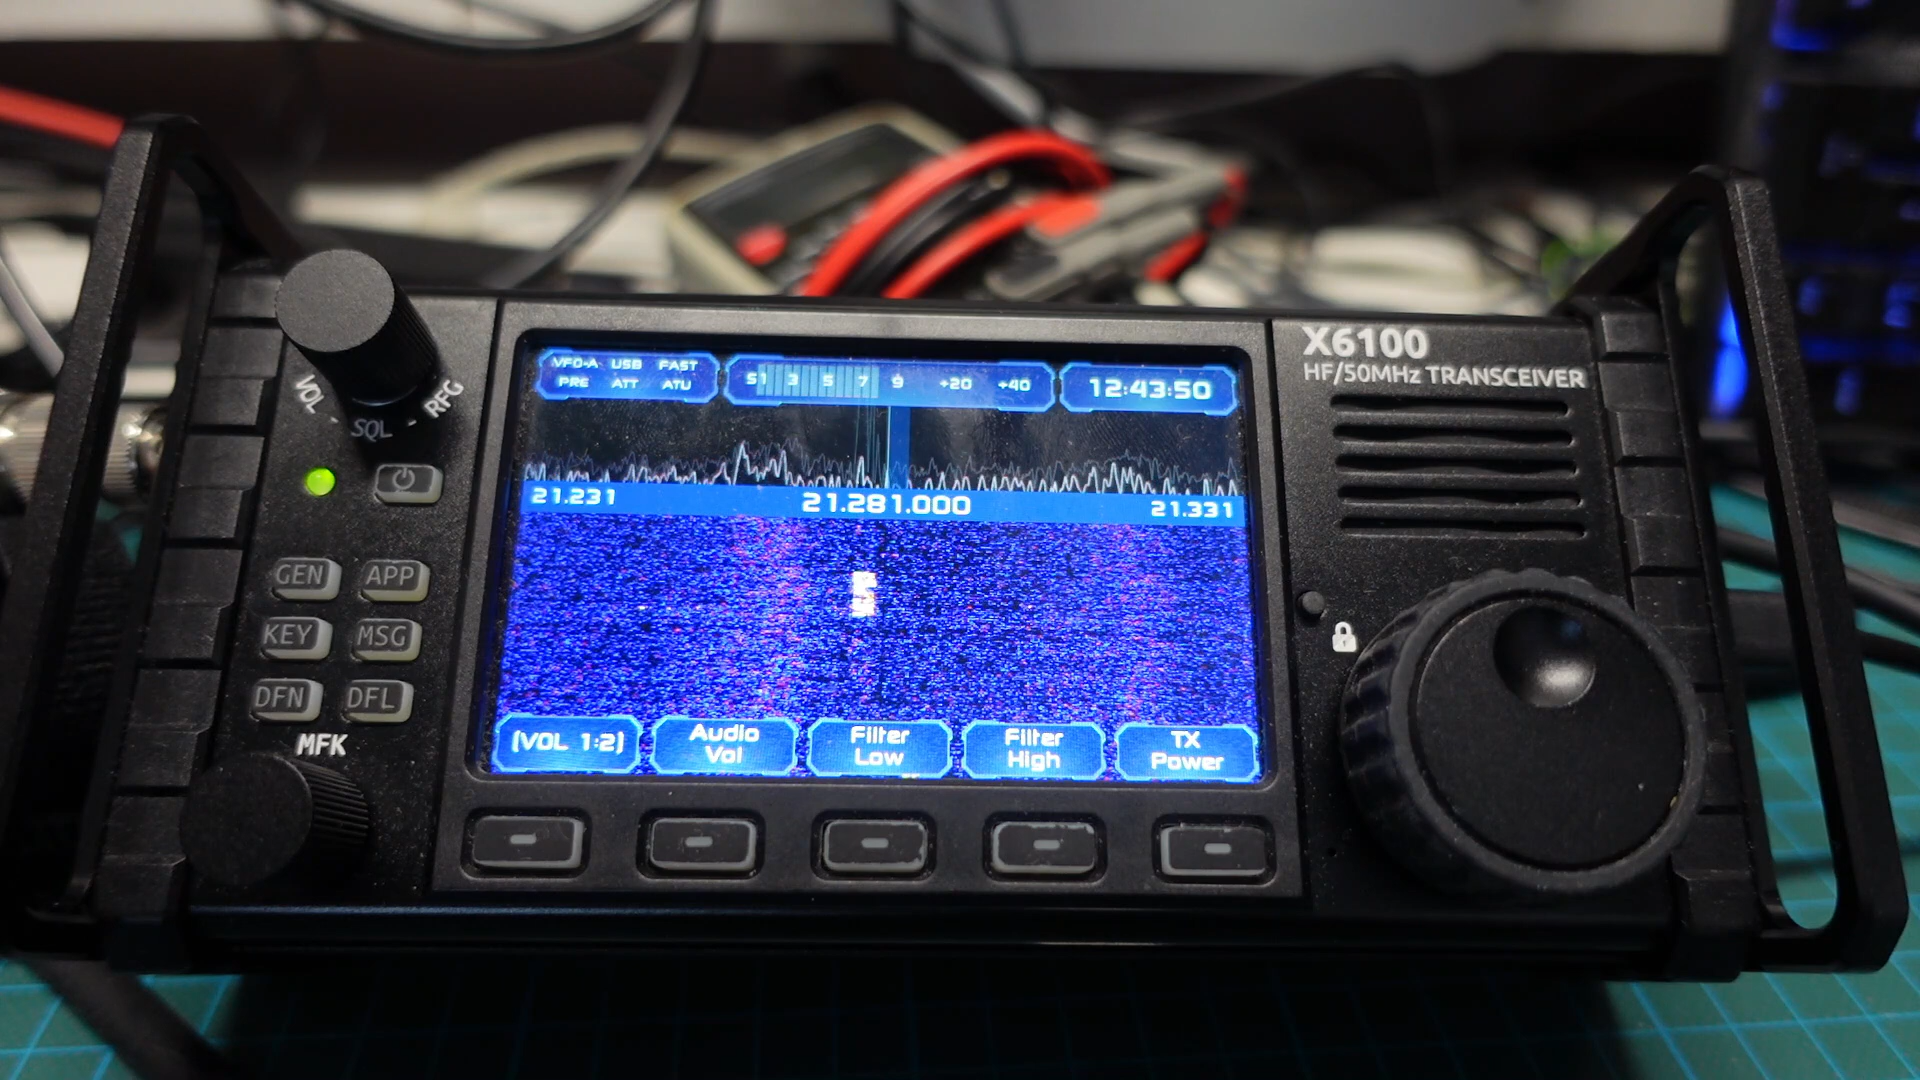 X6100
HF/50MHz TRANSCEIVER
VFO-A USB FAST
PRE ATT ATU
S1 3 5 7 9 +20 +40
12:43:50
21.231 21.281.000 21.331
VOL - SQL - RFG
GEN APP
KEY MSG
DFN DFL
MFK
(VOL 1:2)
Audio
Vol
Filter
Low
Filter
High
TX
Power